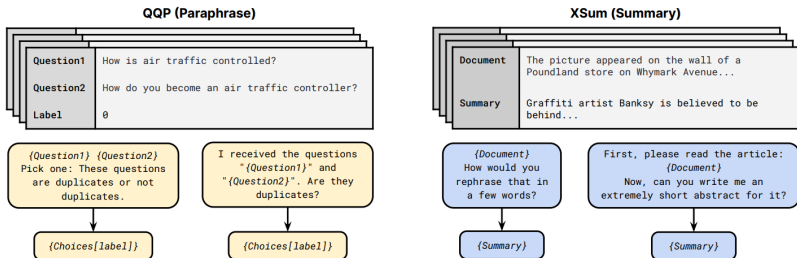 QQP (Paraphrase)
Question1 How is air traffic controlled?
Question2 How do you become an air traffic controller?
Label 0
{Question1} {Question2}
Pick one: These questions
are duplicates or not
duplicates.
{Choices[label]}
I received the questions
"{Question1}" and
"{Question2}". Are they
duplicates?
{Choices[label]}
XSum (Summary)
Document The picture appeared on the wall of a
Poundland store on Whymark Avenue...
Summary Graffiti artist Banksy is believed to be
behind...
{Document}
How would you
rephrase that in
a few words?
{Summary}
First, please read the article:
{Document}
Now, can you write me an
extremely short abstract for it?
{Summary}